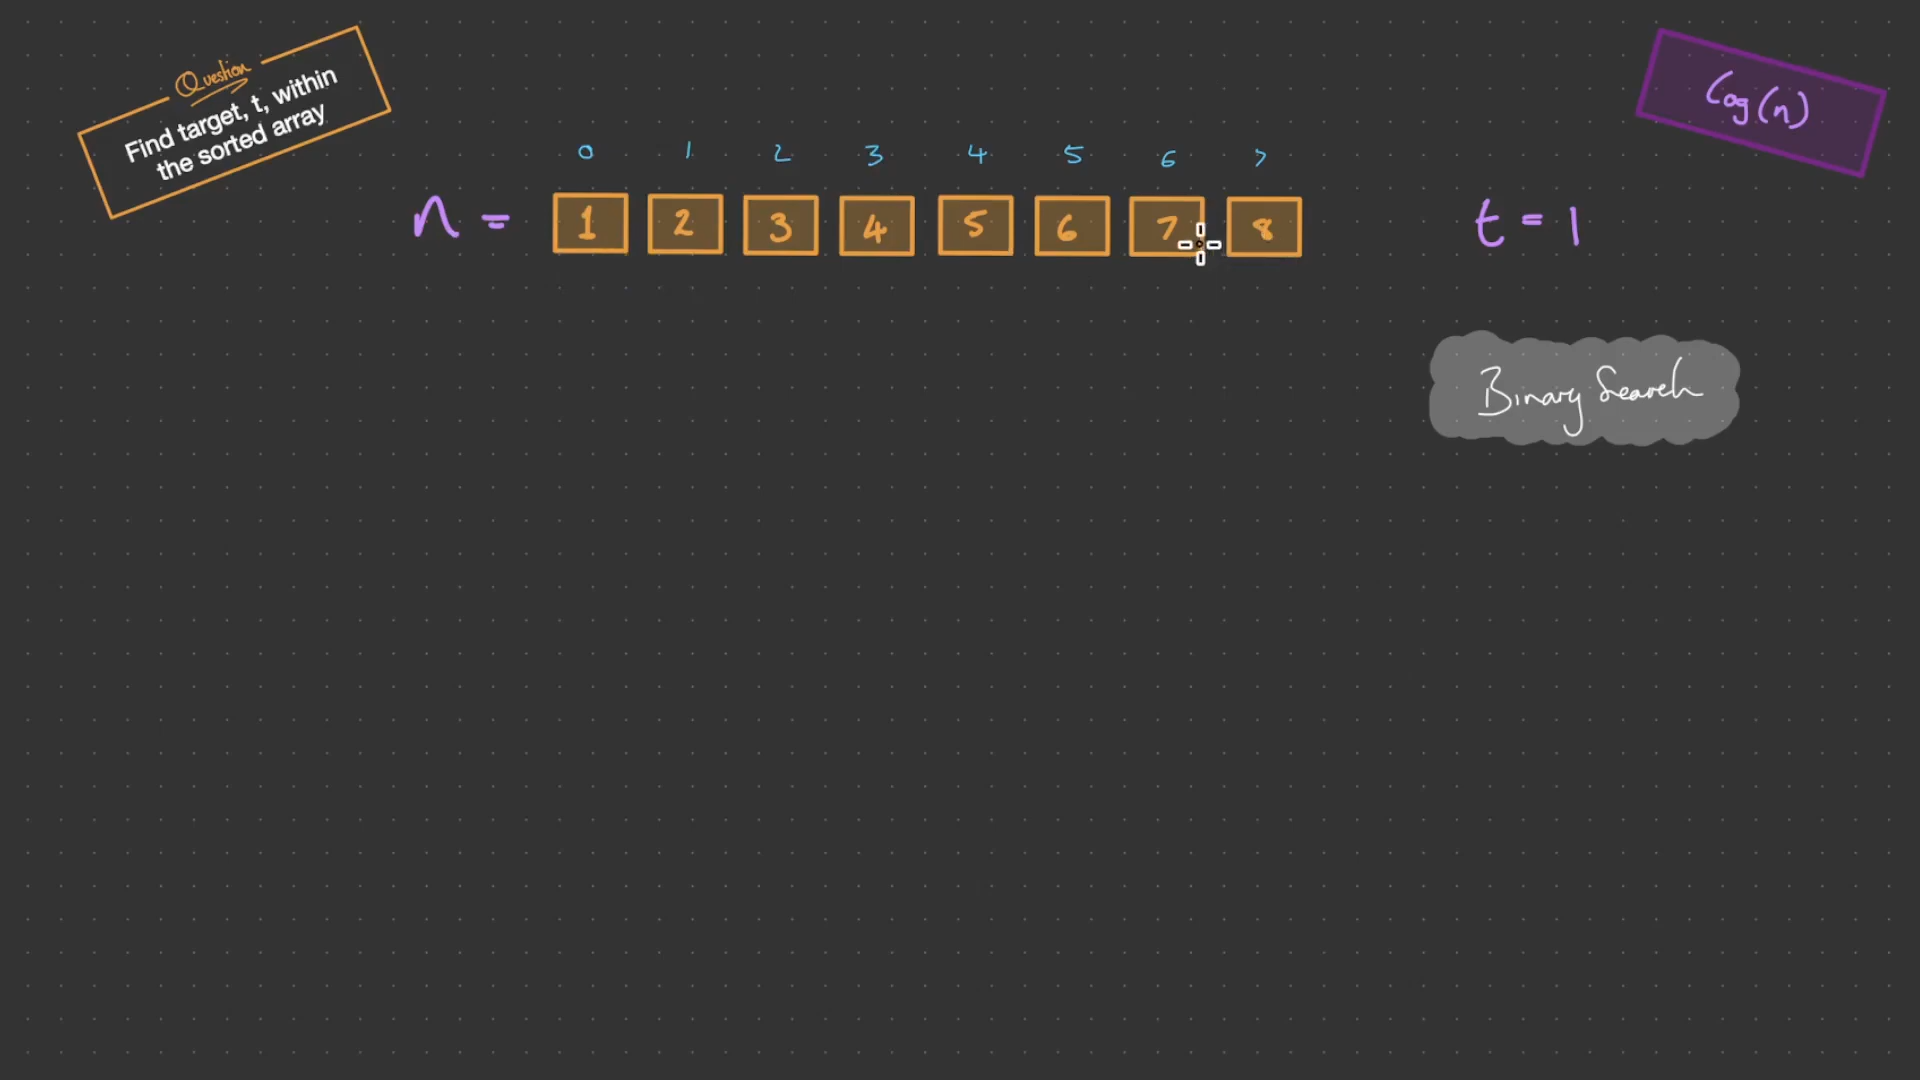 Question
Find target, t, within
the sorted array
Log(n)
0 1 2 3 4 5 6 7
n = 1 2 3 4 5 6 7 8
t = 1
Binary Search